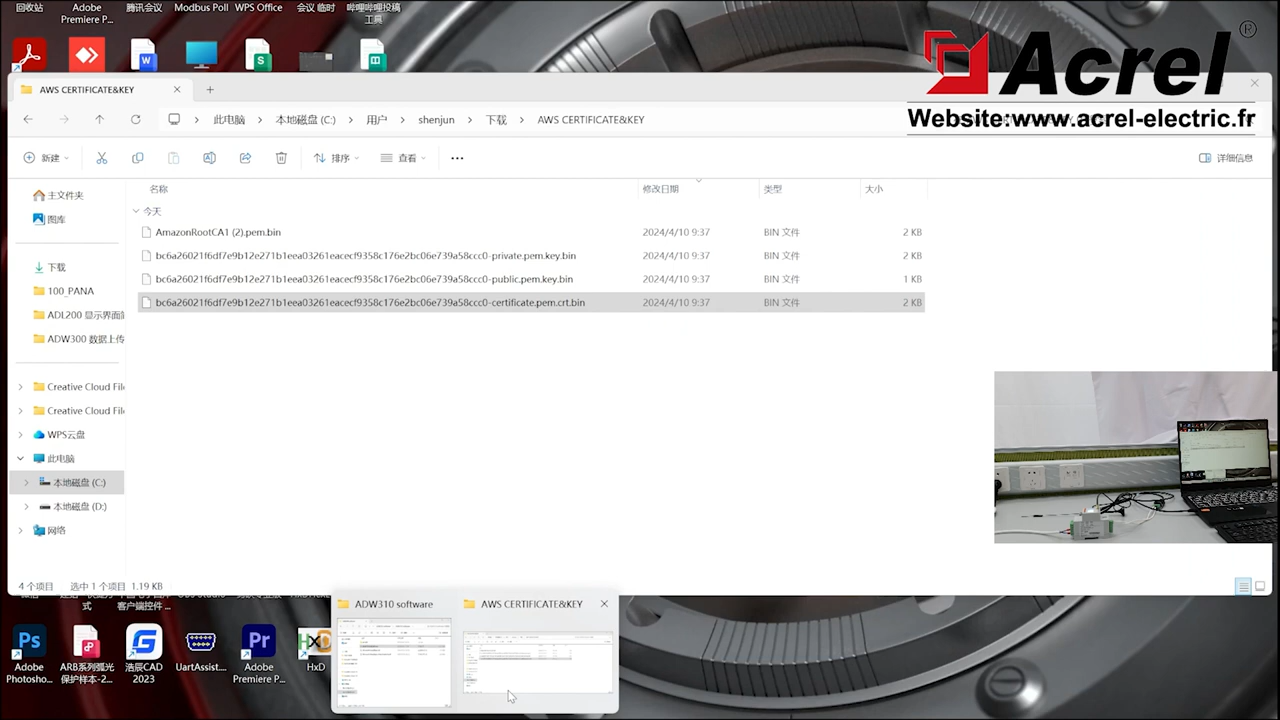 回收站
Adobe
Premiere P...
腾讯会议
Modbus Poll
WPS Office
会议 临时
哔哩哔哩投稿
工具
Acrel®
Website:www.acrel-electric.fr
AWS CERTIFICATE&KEY
此电脑 > 本地磁盘 (C:) > 用户 > shenjun > 下载 > AWS CERTIFICATE&KEY
新建
排序
查看
详细信息
名称 修改日期 类型 大小
今天
AmazonRootCA1 (2).pem.bin 2024/4/10 9:37 BIN 文件 2 KB
bc6a26021f6df7e9b12e271b1eea03261eacecf9358c176e2bc06e739a58ccc0-private.pem.key.bin 2024/4/10 9:37 BIN 文件 2 KB
bc6a26021f6df7e9b12e271b1eea03261eacecf9358c176e2bc06e739a58ccc0-public.pem.key.bin 2024/4/10 9:37 BIN 文件 1 KB
bc6a26021f6df7e9b12e271b1eea03261eacecf9358c176e2bc06e739a58ccc0-certificate.pem.crt.bin 2024/4/10 9:37 BIN 文件 2 KB
主文件夹
图库
下载
100_PANA
ADL200 显示界面
ADW300 数据上传
Creative Cloud Fil
Creative Cloud Fil
WPS云盘
此电脑
本地磁盘 (C:)
本地磁盘 (D:)
网络
4 个项目 选中 1 个项目 1.19 KB
式
客户端控件 ...
ADW310 software
AWS CERTIFICATE&KEY
Adobe
Photosho...
ARB系列弧光
保护样本-2...
浩辰CAD
2023
UartAssist...
Adobe
Premiere P...
HxD